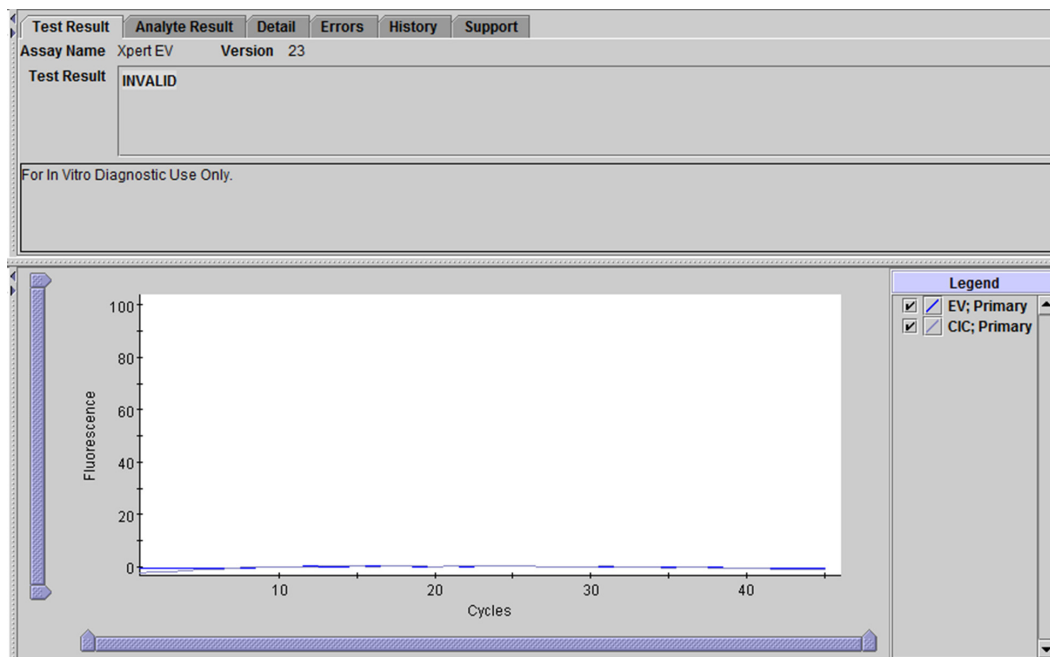 Test Result Analyte Result Detail Errors History Support
Assay Name Xpert EV Version 23
Test Result INVALID
For In Vitro Diagnostic Use Only.
Legend
EV; Primary
CIC; Primary
Fluorescence
100
80
60
40
20
0
10 20 30 40
Cycles